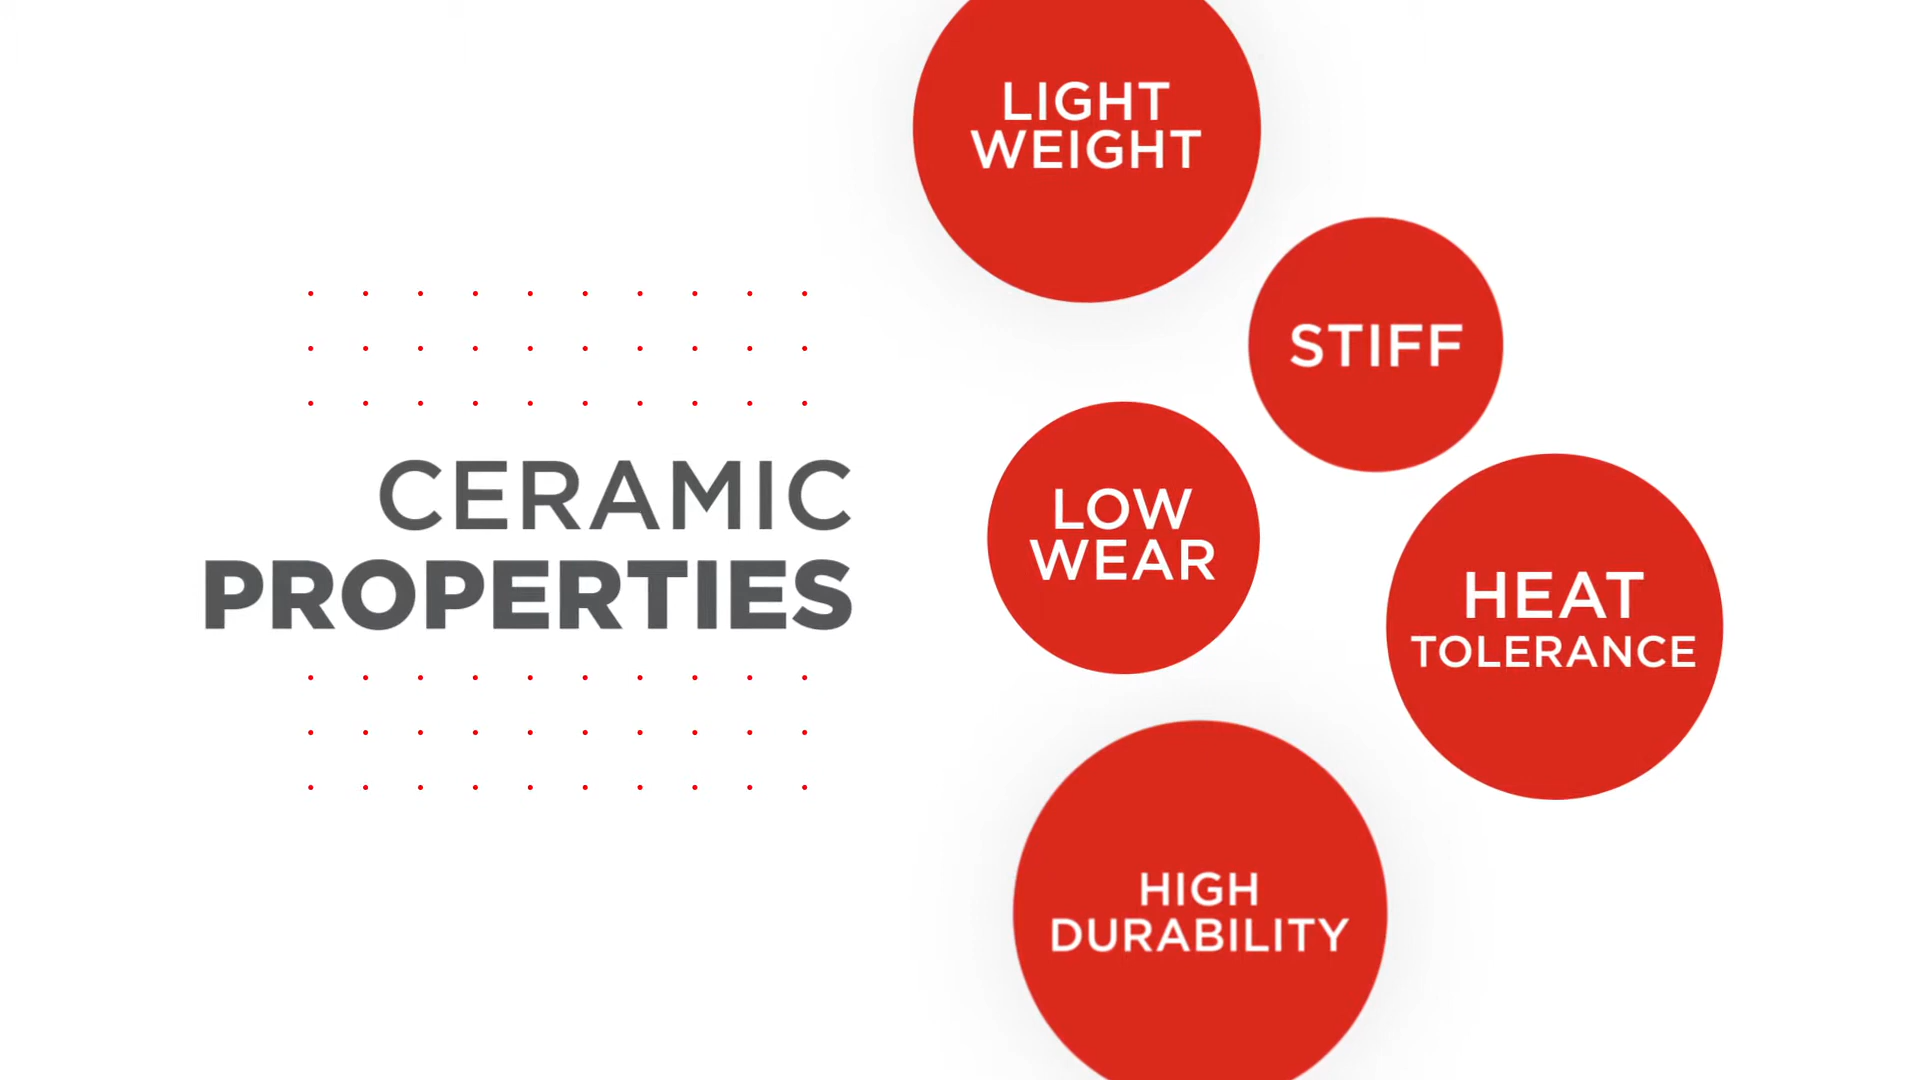 CERAMIC
PROPERTIES
LIGHT
WEIGHT
STIFF
LOW
WEAR
HEAT
TOLERANCE
HIGH
DURABILITY